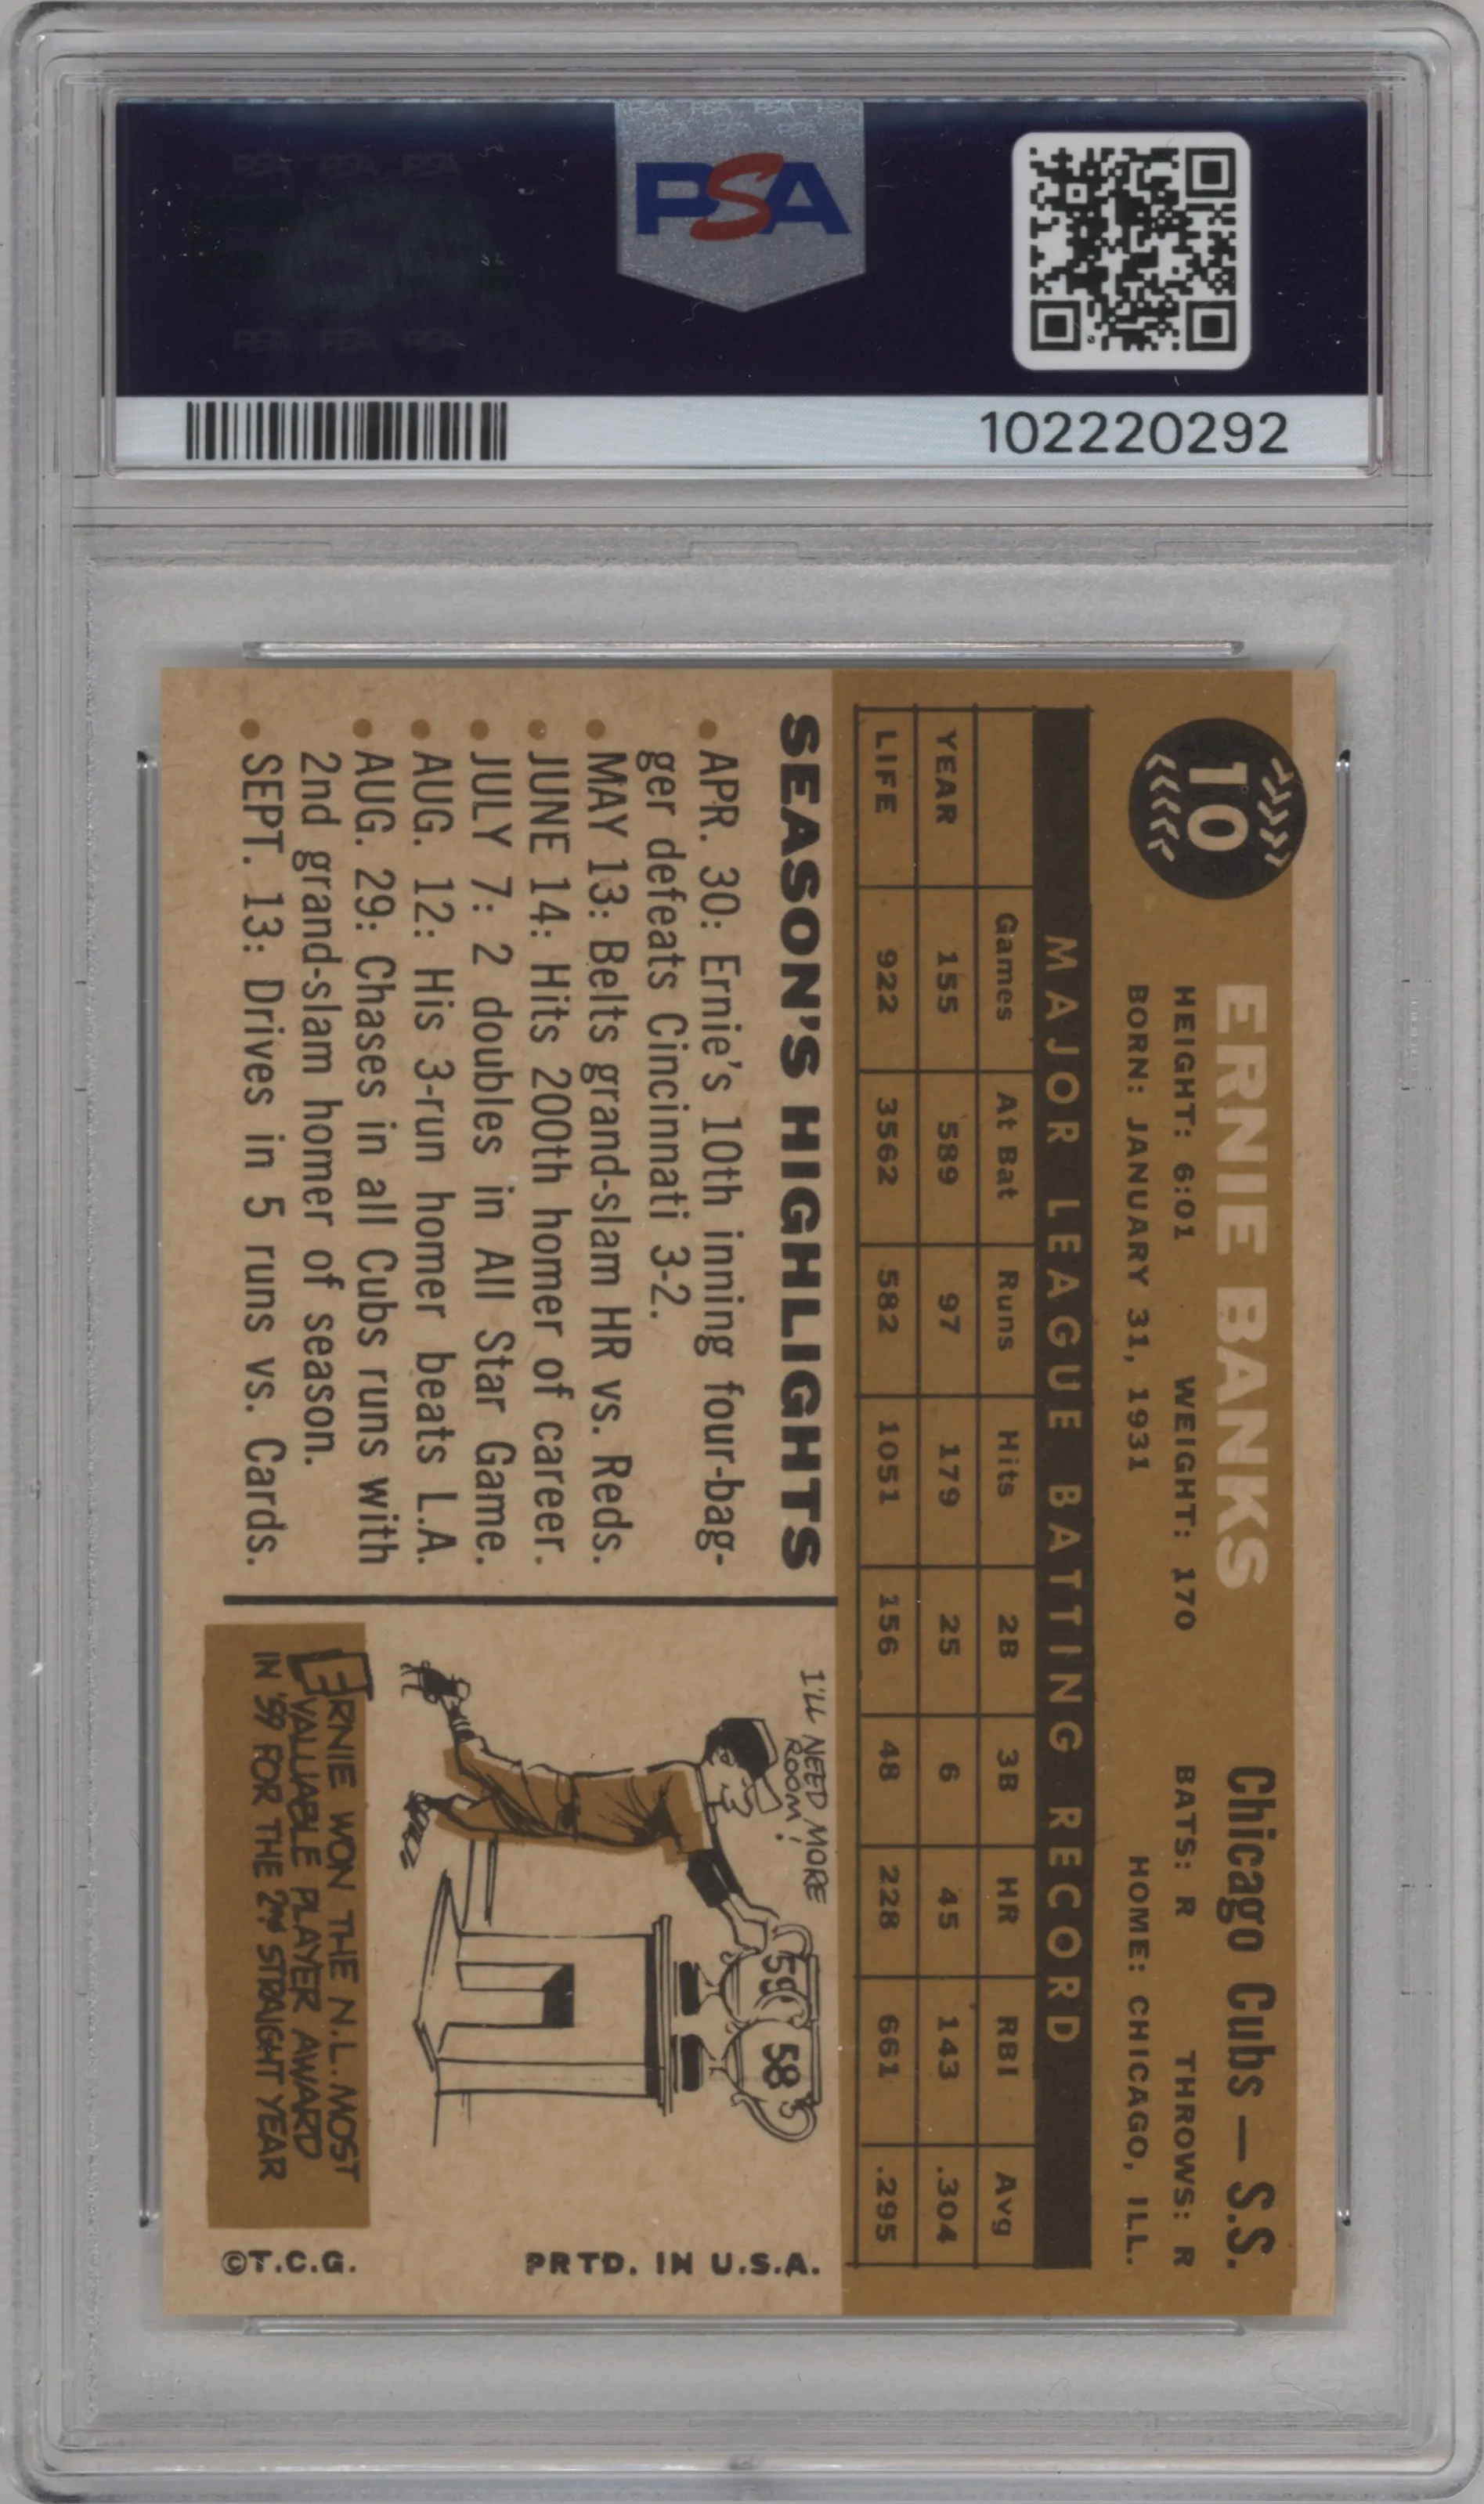 PSA
102220292
10
ERNIE BANKS
Chicago Cubs — S.S.
HEIGHT: 6:01 WEIGHT: 170 BATS: R THROWS: R
BORN: JANUARY 31, 1931 HOME: CHICAGO, ILL.
MAJOR LEAGUE BATTING RECORD
Games At Bat Runs Hits 2B 3B HR RBI Avg
YEAR 155 589 97 179 25 6 45 143 .304
LIFE 922 3562 582 1051 156 48 228 661 .295
SEASON'S HIGHLIGHTS
• APR. 30: Ernie's 10th inning four-bag-
ger defeats Cincinnati 3-2.
• MAY 13: Belts grand-slam HR vs. Reds.
• JUNE 14: Hits 200th homer of career.
• JULY 7: 2 doubles in All Star Game.
• AUG. 12: His 3-run homer beats L.A.
• AUG. 29: Chases in all Cubs runs with
2nd grand-slam homer of season.
• SEPT. 13: Drives in 5 runs vs. Cards.
I'LL NEED MORE
ROOM!
59
58
ERNIE WON THE N.L. MOST
VALUABLE PLAYER AWARD
IN '59 FOR THE 2nd STRAIGHT YEAR
PRTD. IN U.S.A.
©T.C.G.